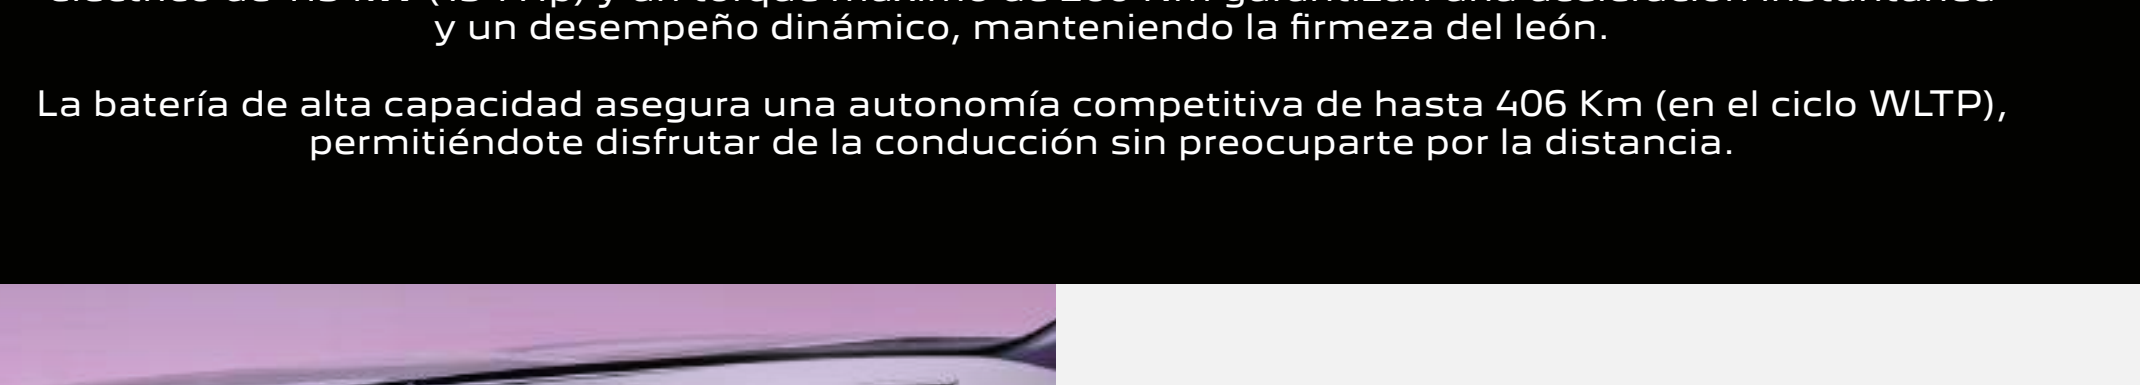 y un desempeño dinámico, manteniendo la firmeza del león.
La batería de alta capacidad asegura una autonomía competitiva de hasta 406 Km (en el ciclo WLTP),
permitiéndote disfrutar de la conducción sin preocuparte por la distancia.